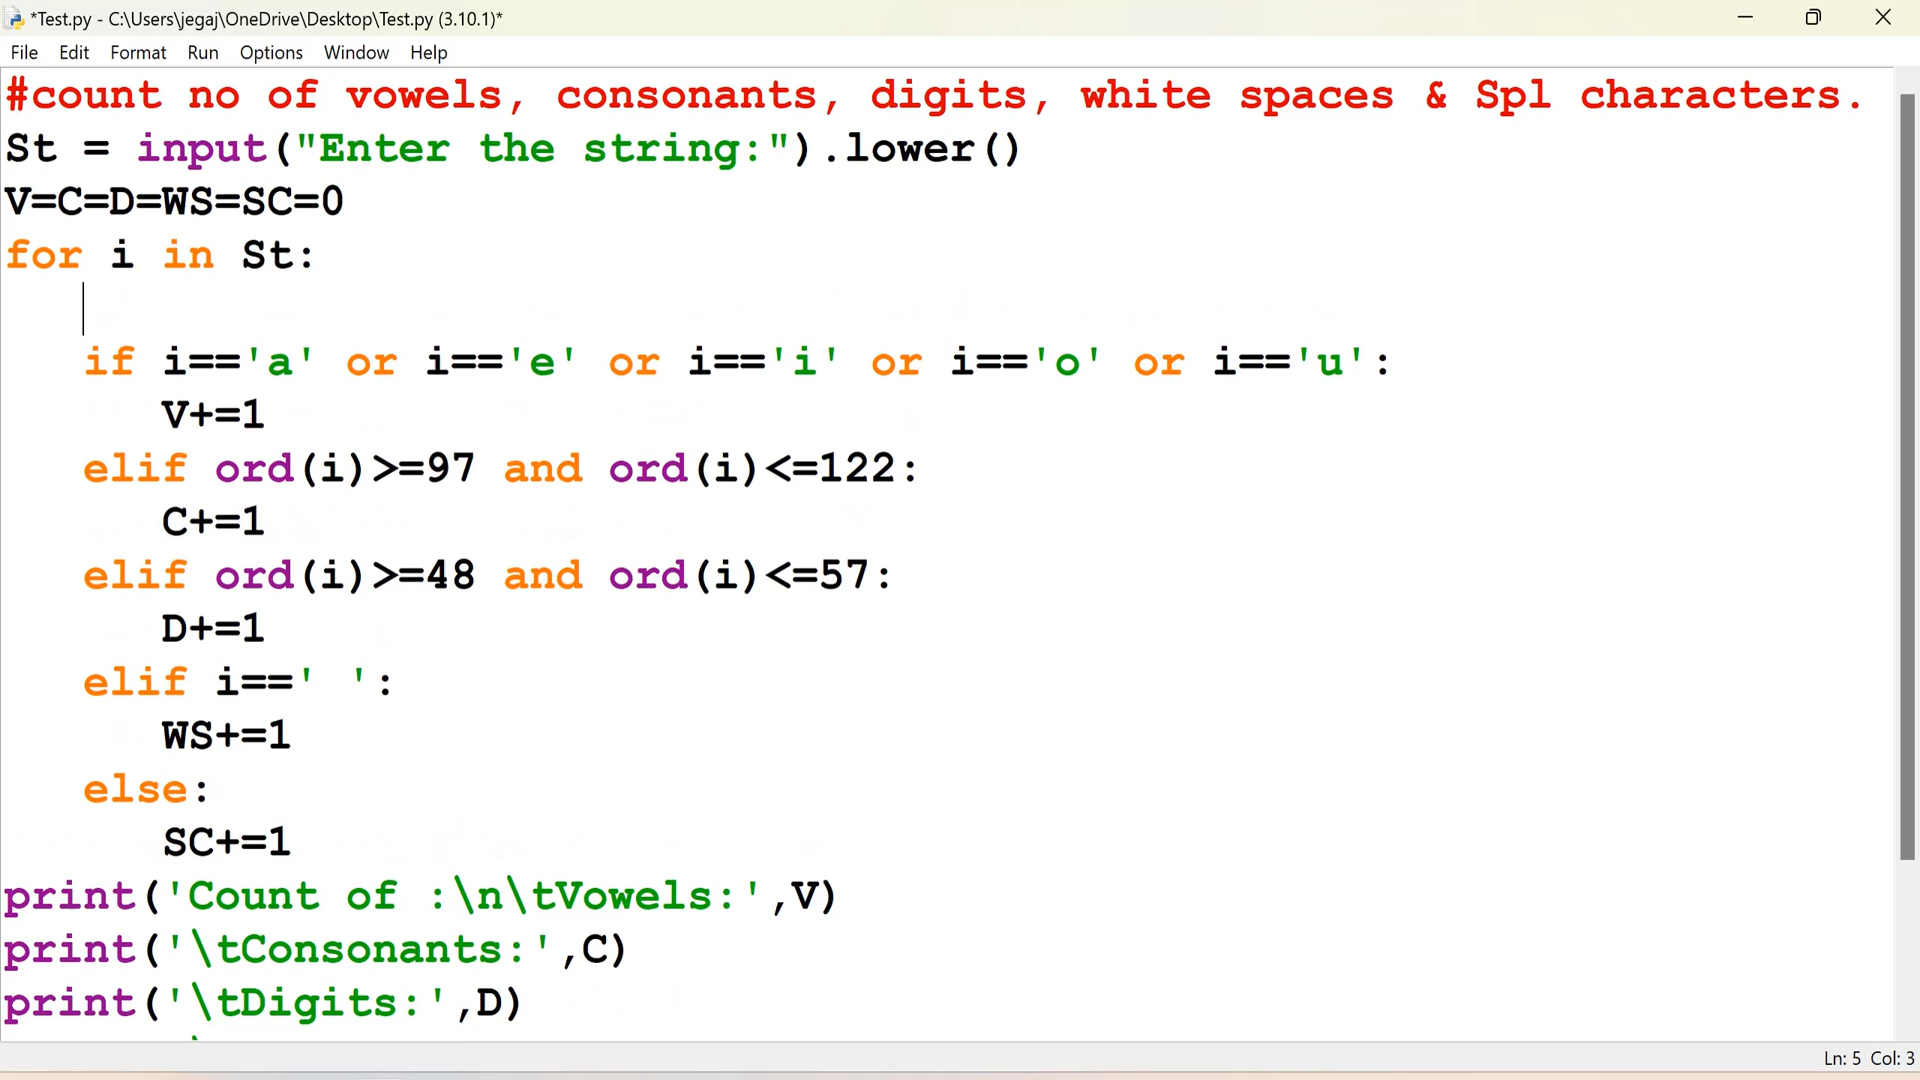 *Test.py - C:\Users\jegaj\OneDrive\Desktop\Test.py (3.10.1)*
File Edit Format Run Options Window Help
#count no of vowels, consonants, digits, white spaces & Spl characters.
St = input("Enter the string:").lower()
V=C=D=WS=SC=0
for i in St:
    if i=='a' or i=='e' or i=='i' or i=='o' or i=='u':
        V+=1
    elif ord(i)>=97 and ord(i)<=122:
        C+=1
    elif ord(i)>=48 and ord(i)<=57:
        D+=1
    elif i==' ':
        WS+=1
    else:
        SC+=1
print('Count of :\n\tVowels:',V)
print('\tConsonants:',C)
print('\tDigits:',D)
Ln: 5 Col: 3